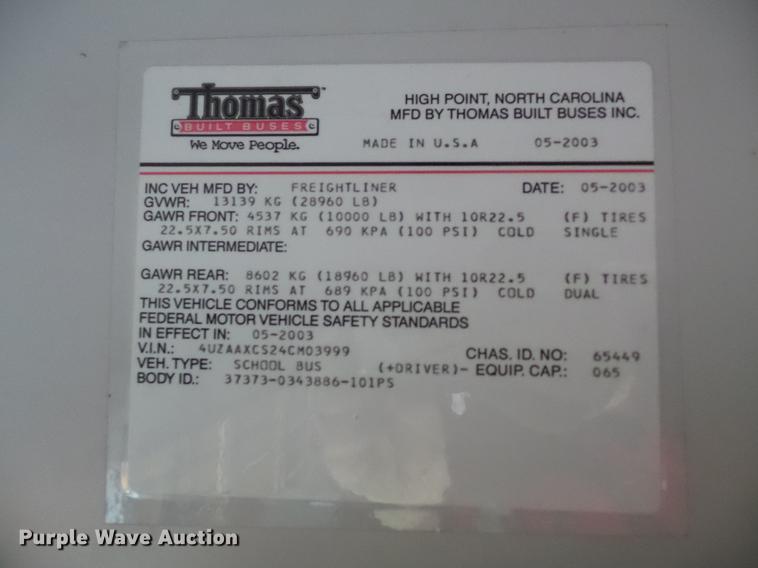 Thomas™
BUILT BUSES
We Move People.
HIGH POINT, NORTH CAROLINA
MFD BY THOMAS BUILT BUSES INC.
MADE IN U.S.A 05-2003
INC VEH MFD BY: FREIGHTLINER DATE: 05-2003
GVWR: 13139 KG (28960 LB)
GAWR FRONT: 4537 KG (10000 LB) WITH 10R22.5 (F) TIRES
22.5X7.50 RIMS AT 690 KPA (100 PSI) COLD SINGLE
GAWR INTERMEDIATE:
GAWR REAR: 8602 KG (18960 LB) WITH 10R22.5 (F) TIRES
22.5X7.50 RIMS AT 689 KPA (100 PSI) COLD DUAL
THIS VEHICLE CONFORMS TO ALL APPLICABLE
FEDERAL MOTOR VEHICLE SAFETY STANDARDS
IN EFFECT IN: 05-2003
V.I.N.: 4UZAAXCS24CM03999 CHAS. ID. NO: 65449
VEH. TYPE: SCHOOL BUS (+DRIVER)- EQUIP. CAP.: 065
BODY ID.: 37373-0343886-101PS
Purple Wave Auction